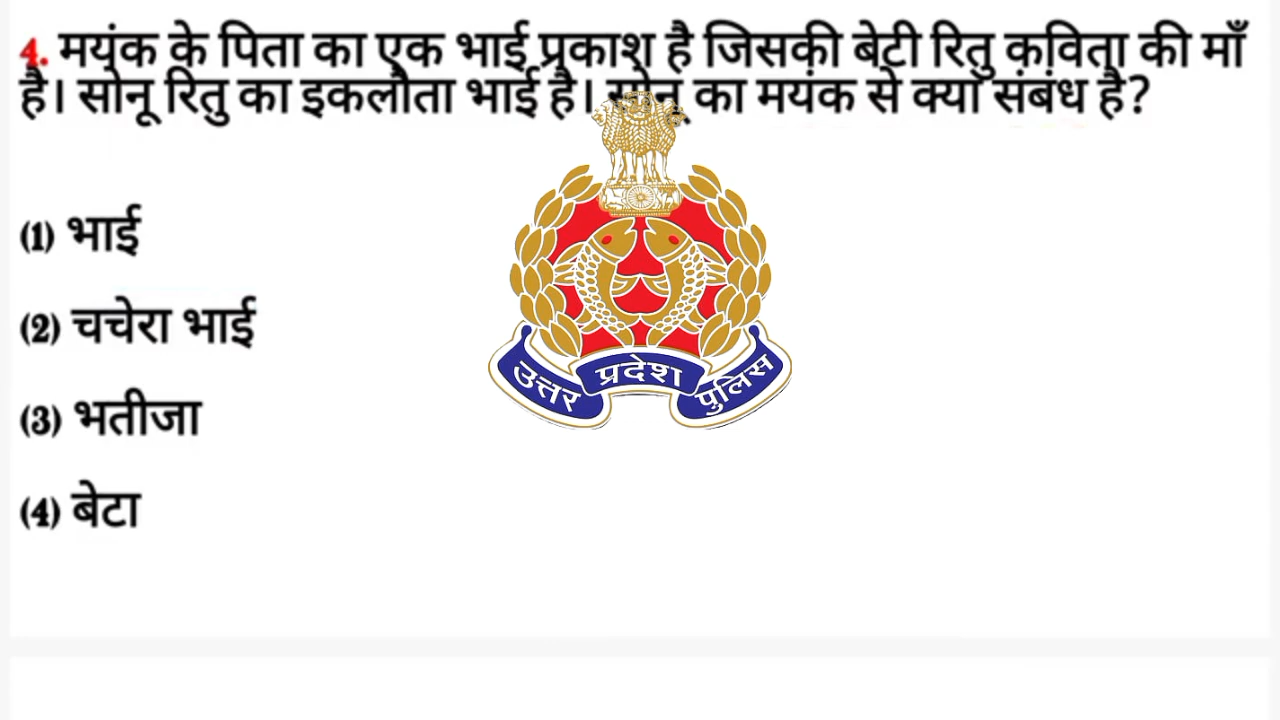 4. मयंक के पिता का एक भाई प्रकाश है जिसकी बेटी रितु कविता की माँ
है। सोनू रितु का इकलौता भाई है। सोनू का मयंक से क्या संबंध है?
(1) भाई
(2) चचेरा भाई
(3) भतीजा
(4) बेटा
उत्तर प्रदेश पुलिस